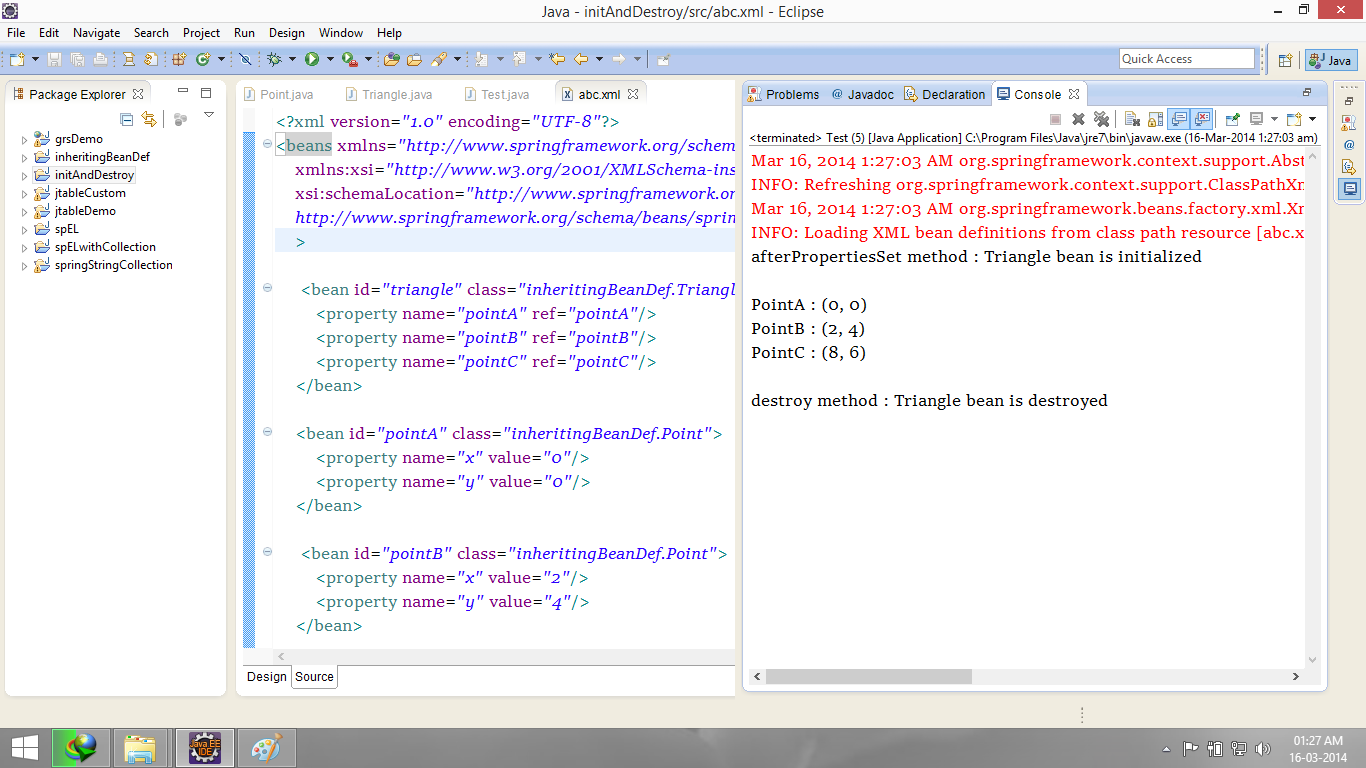 Java - initAndDestroy/src/abc.xml - Eclipse
File Edit Navigate Search Project Run Design Window Help
Quick Access
Java
Package Explorer
grsDemo
inheritingBeanDef
initAndDestroy
jtableCustom
jtableDemo
spEL
spELwithCollection
springStringCollection
Point.java Triangle.java Test.java abc.xml
<?xml version="1.0" encoding="UTF-8"?>
<beans xmlns="http://www.springframework.org/schem
xmlns:xsi="http://www.w3.org/2001/XMLSchema-ins
xsi:schemaLocation="http://www.springframework.or
http://www.springframework.org/schema/beans/sprin
>
<bean id="triangle" class="inheritingBeanDef.Triangl
<property name="pointA" ref="pointA"/>
<property name="pointB" ref="pointB"/>
<property name="pointC" ref="pointC"/>
</bean>
<bean id="pointA" class="inheritingBeanDef.Point">
<property name="x" value="0"/>
<property name="y" value="0"/>
</bean>
<bean id="pointB" class="inheritingBeanDef.Point">
<property name="x" value="2"/>
<property name="y" value="4"/>
</bean>
Design Source
Problems @ Javadoc Declaration Console
<terminated> Test (5) [Java Application] C:\Program Files\Java\jre7\bin\javaw.exe (16-Mar-2014 1:27:03 am)
Mar 16, 2014 1:27:03 AM org.springframework.context.support.Abst
INFO: Refreshing org.springframework.context.support.ClassPathXm
Mar 16, 2014 1:27:03 AM org.springframework.beans.factory.xml.Xm
INFO: Loading XML bean definitions from class path resource [abc.x
afterPropertiesSet method : Triangle bean is initialized
PointA : (0, 0)
PointB : (2, 4)
PointC : (8, 6)
destroy method : Triangle bean is destroyed
Java EE
IDE
01:27 AM
16-03-2014